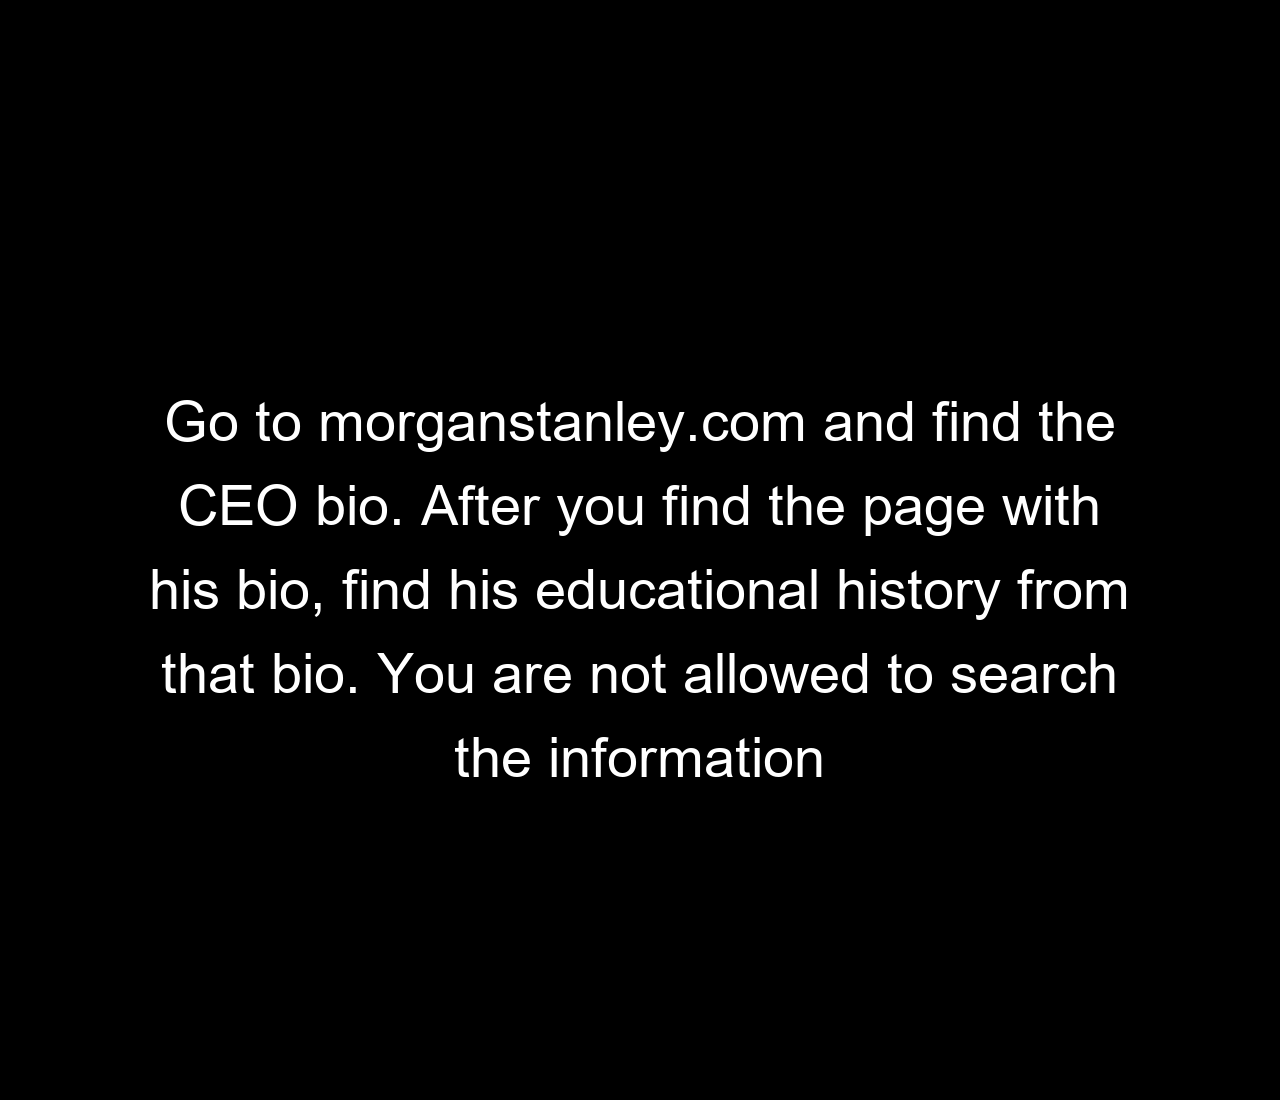 Go to morganstanley.com and find the
CEO bio. After you find the page with
his bio, find his educational history from
that bio. You are not allowed to search
the information